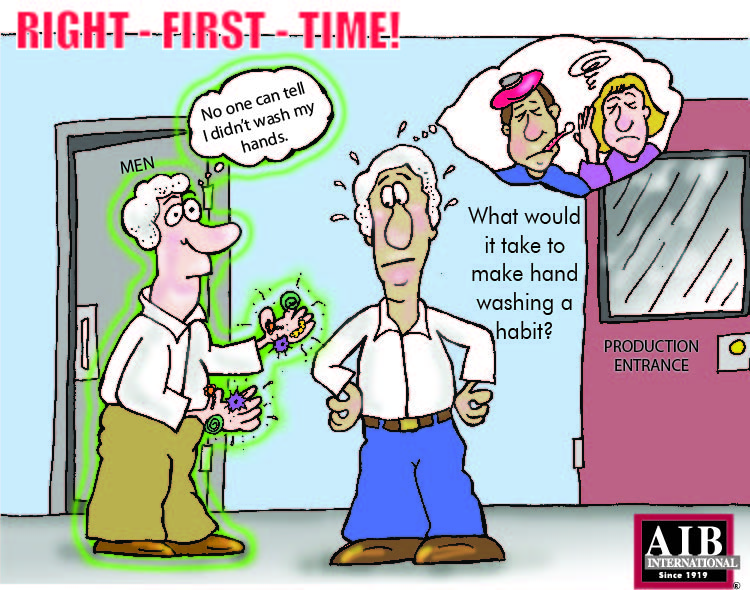 RIGHT - FIRST - TIME!
No one can tell
I didn't wash my
hands.
MEN
What would
it take to
make hand
washing a
habit?
PRODUCTION
ENTRANCE
AIB
INTERNATIONAL
Since 1919
®